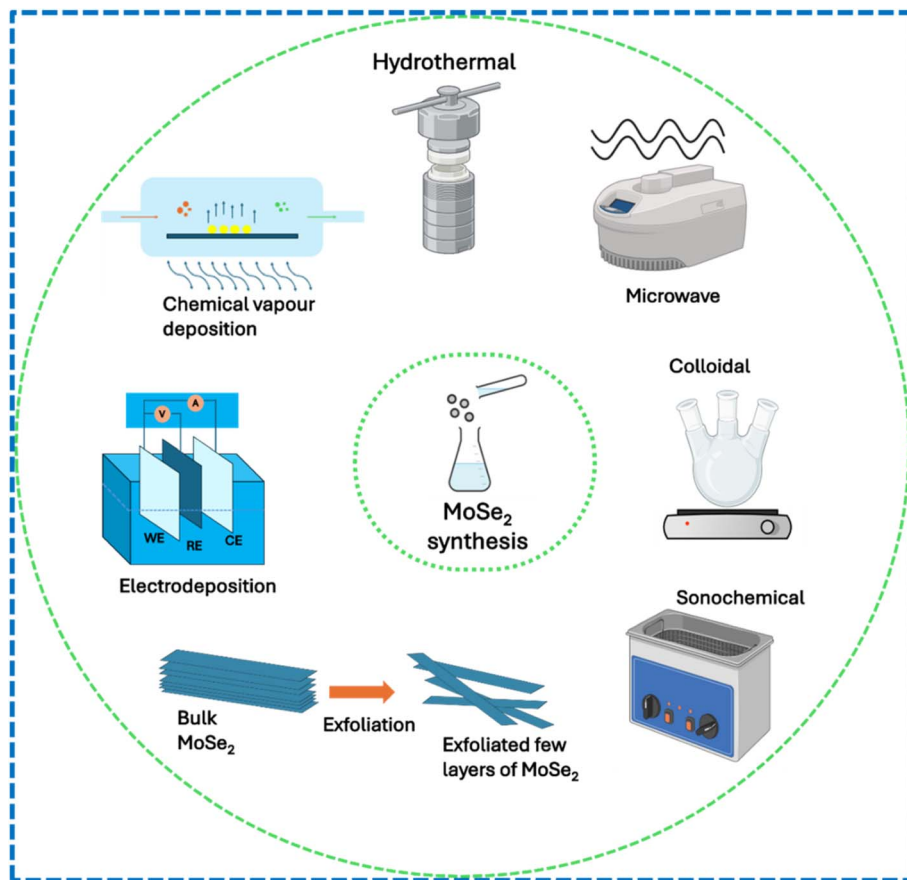 Hydrothermal
Microwave
Chemical vapour
deposition
Colloidal
A
V
WE
RE
CE
Electrodeposition
MoSe₂
synthesis
Sonochemical
Bulk
MoSe₂
Exfoliation
Exfoliated few
layers of MoSe₂